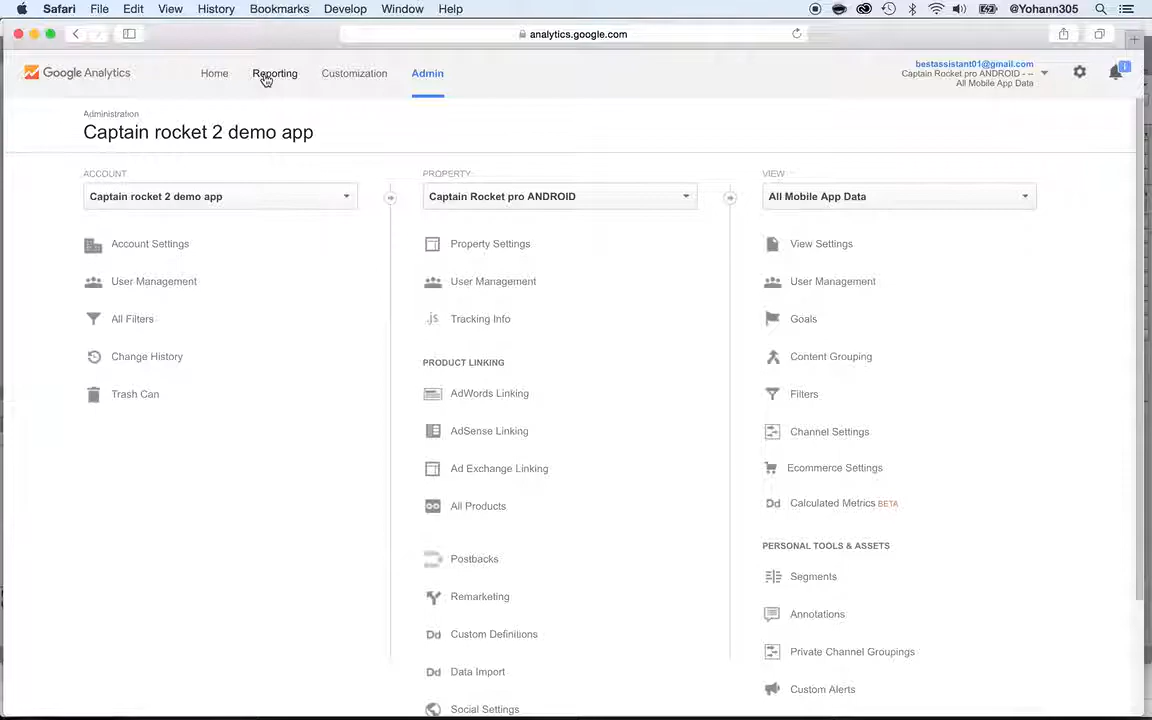 Safari File Edit View History Bookmarks Develop Window Help @Yohann305
analytics.google.com
Google Analytics Home Reporting Customization Admin
bestassistant01@gmail.com
Captain Rocket pro ANDROID - --
All Mobile App Data
Administration
Captain rocket 2 demo app
ACCOUNT
Captain rocket 2 demo app
Account Settings
User Management
All Filters
Change History
Trash Can
PROPERTY
Captain Rocket pro ANDROID
Property Settings
User Management
.js Tracking Info
PRODUCT LINKING
AdWords Linking
AdSense Linking
Ad Exchange Linking
All Products
Postbacks
Remarketing
Dd Custom Definitions
Dd Data Import
Social Settings
VIEW
All Mobile App Data
View Settings
User Management
Goals
Content Grouping
Filters
Channel Settings
Ecommerce Settings
Dd Calculated Metrics BETA
PERSONAL TOOLS & ASSETS
Segments
Annotations
Private Channel Groupings
Custom Alerts